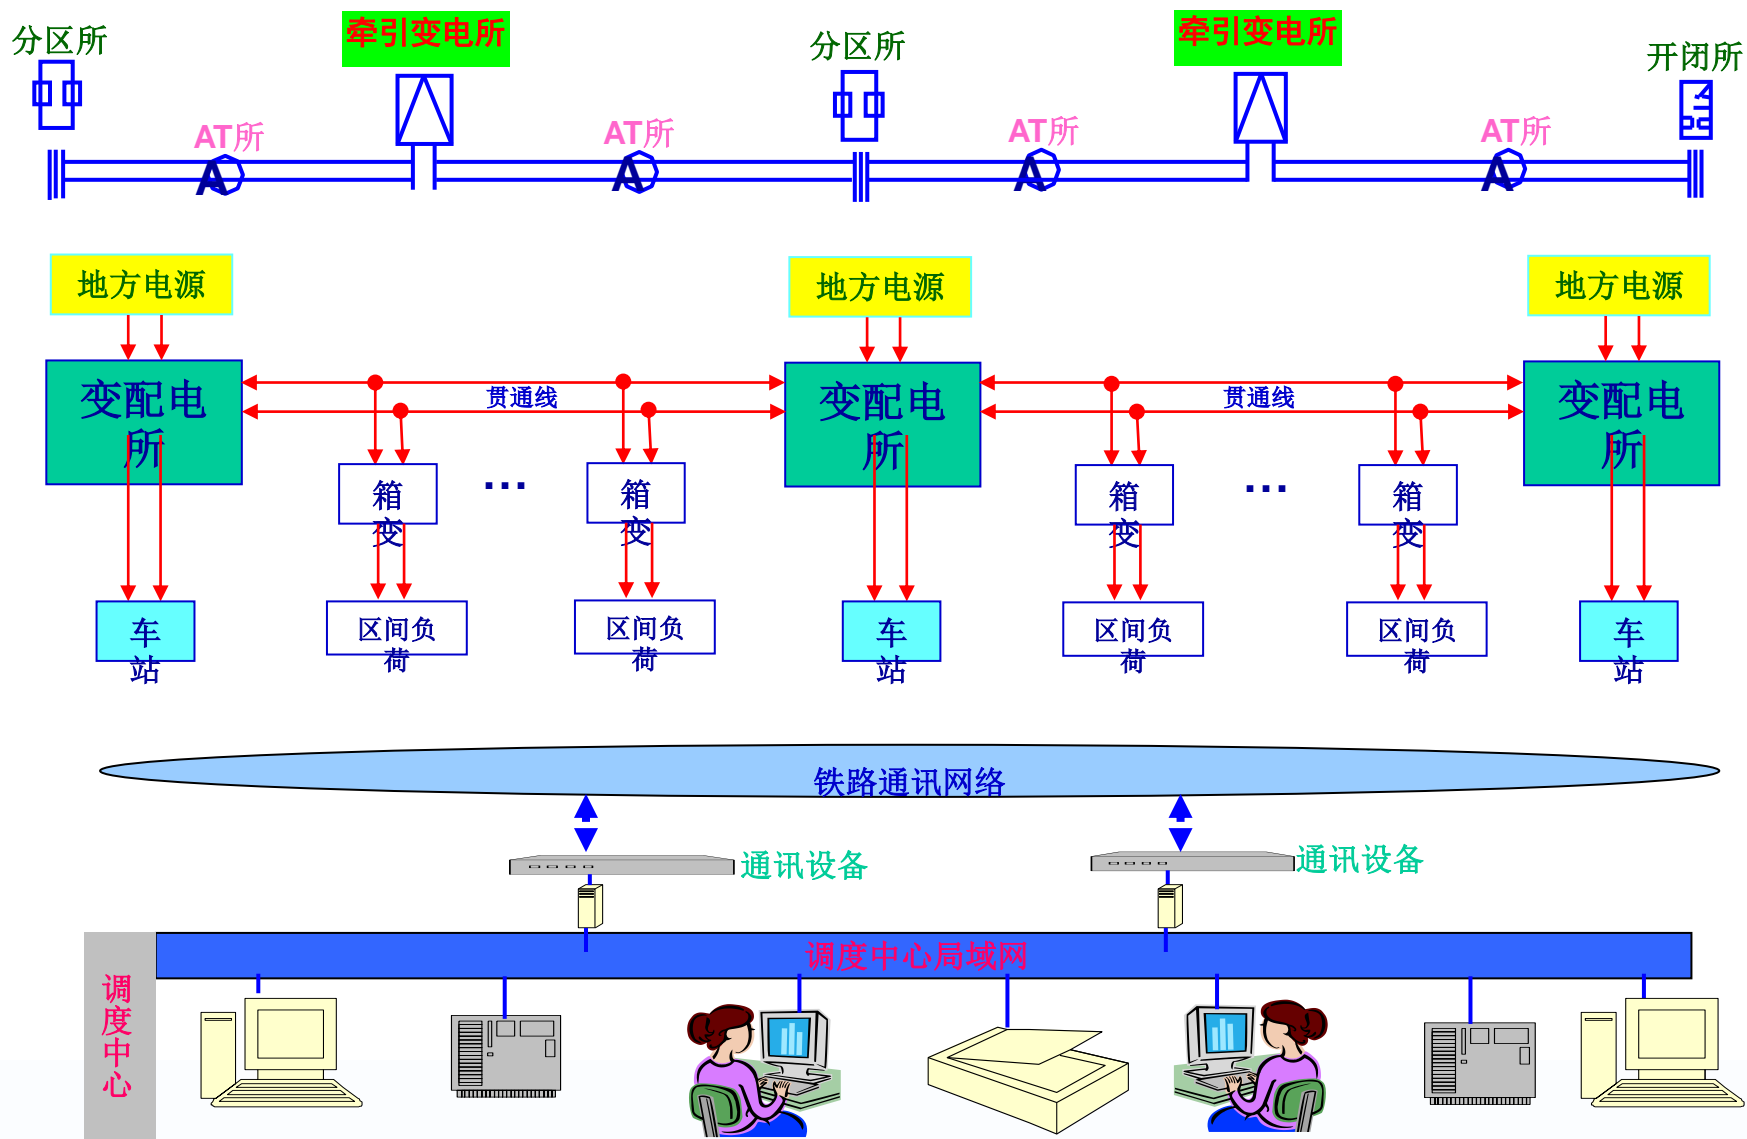 分区所
牵引变电所
分区所
牵引变电所
开闭所
AT所
AT所
AT所
AT所
A
A
A
A
地方电源
地方电源
地方电源
变配电
所
变配电
所
变配电
所
贯通线
贯通线
箱
变
…
箱
变
箱
变
…
箱
变
车
站
区间负
荷
区间负
荷
车
站
区间负
荷
区间负
荷
车
站
铁路通讯网络
通讯设备
通讯设备
调度中心局域网
调
度
中
心